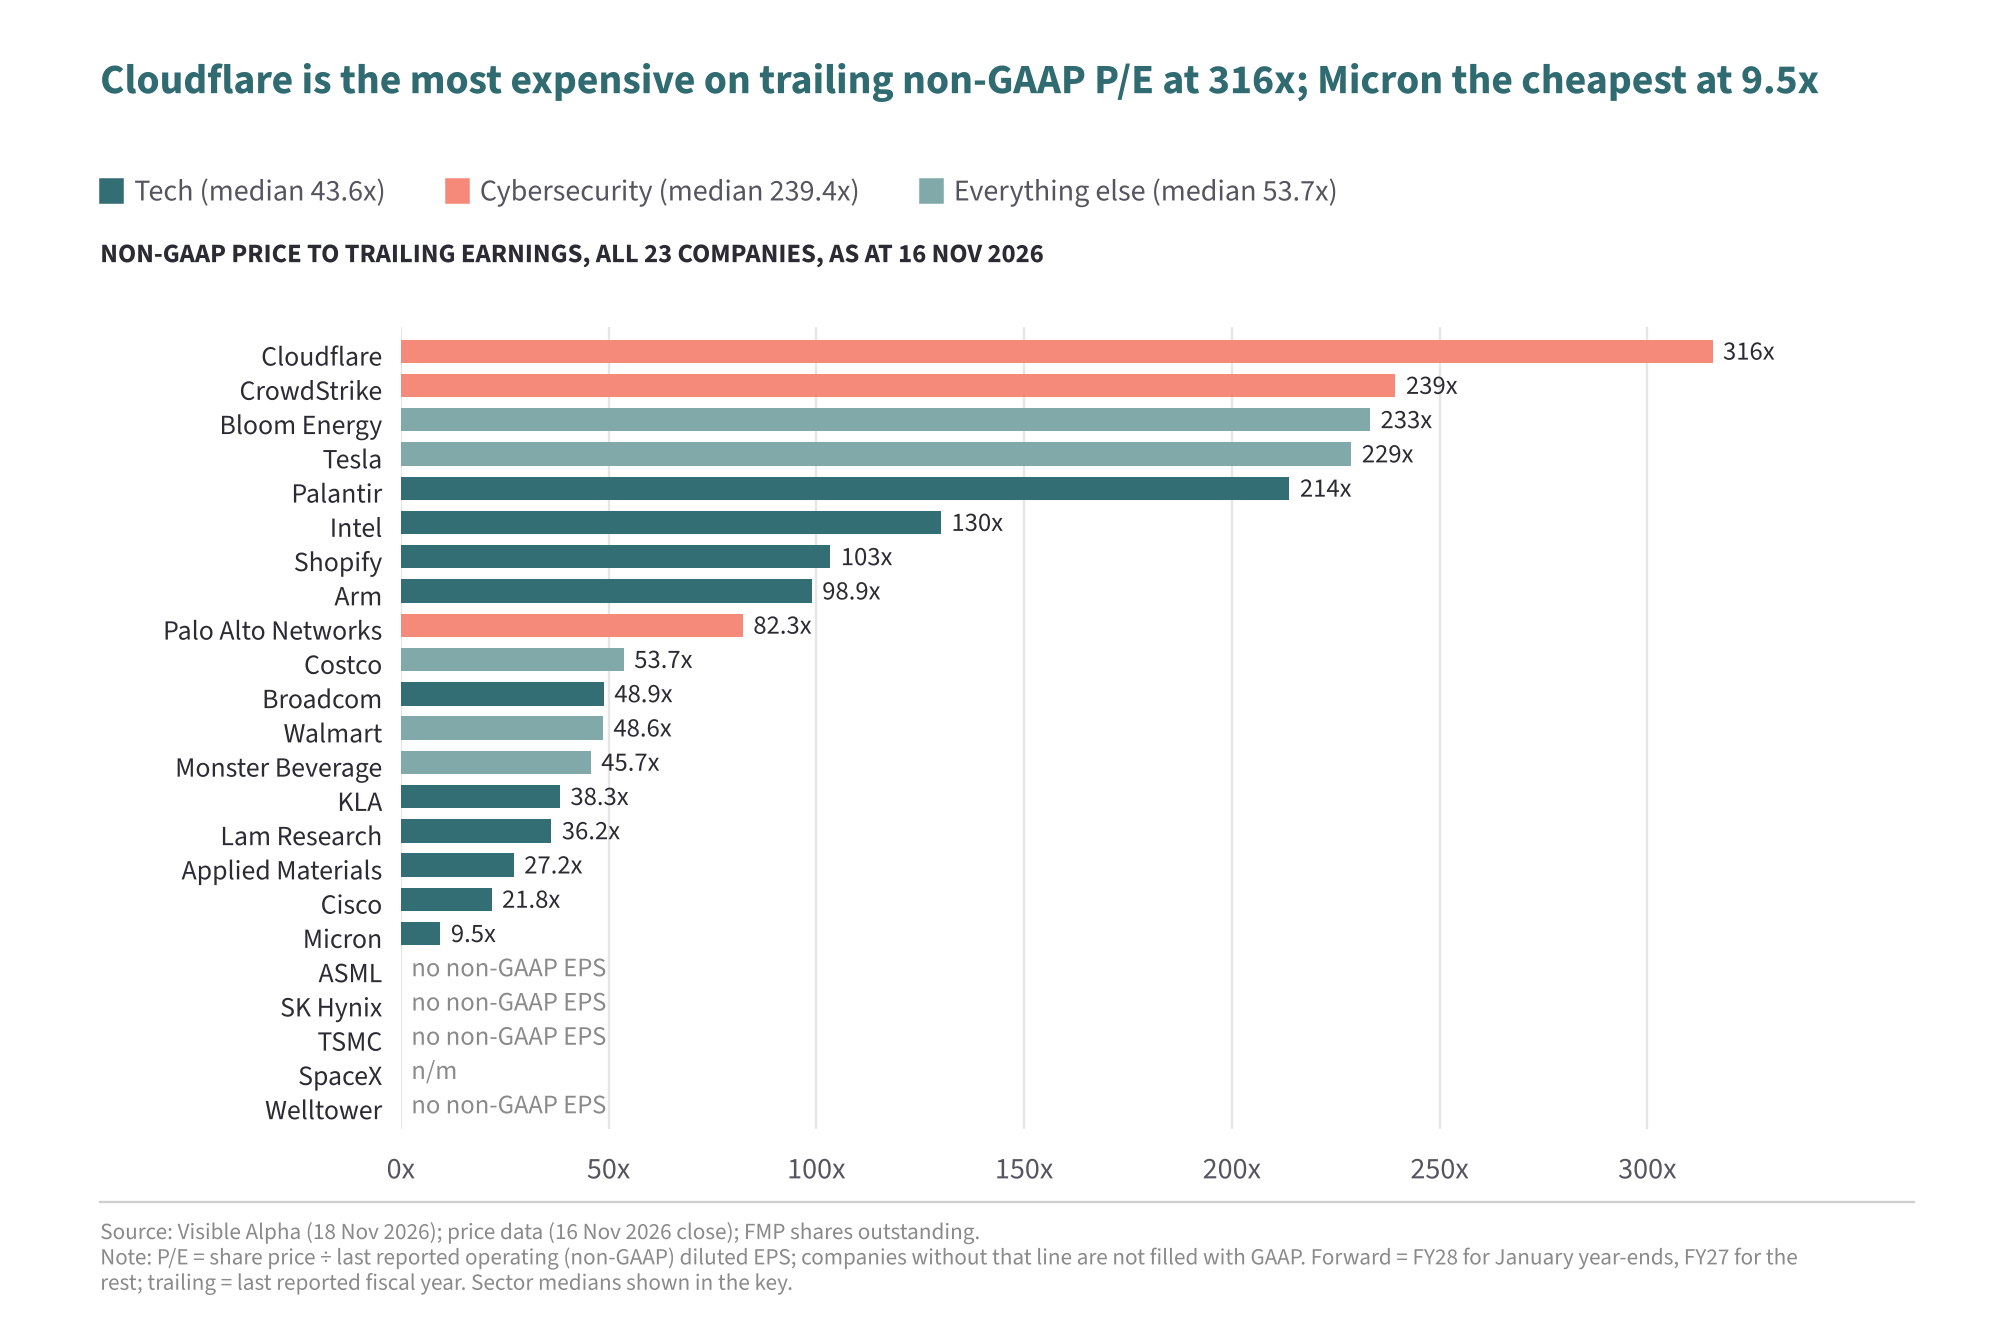 Cloudflare is the most expensive on trailing non-GAAP P/E at 316x; Micron the cheapest at 9.5x
Tech (median 43.6x)
Cybersecurity (median 239.4x)
Everything else (median 53.7x)
NON-GAAP PRICE TO TRAILING EARNINGS, ALL 23 COMPANIES, AS AT 16 NOV 2026
Cloudflare 316x
CrowdStrike 239x
Bloom Energy 233x
Tesla 229x
Palantir 214x
Intel 130x
Shopify 103x
Arm 98.9x
Palo Alto Networks 82.3x
Costco 53.7x
Broadcom 48.9x
Walmart 48.6x
Monster Beverage 45.7x
KLA 38.3x
Lam Research 36.2x
Applied Materials 27.2x
Cisco 21.8x
Micron 9.5x
ASML no non-GAAP EPS
SK Hynix no non-GAAP EPS
TSMC no non-GAAP EPS
SpaceX n/m
Welltower no non-GAAP EPS
0x 50x 100x 150x 200x 250x 300x
Source: Visible Alpha (18 Nov 2026); price data (16 Nov 2026 close); FMP shares outstanding.
Note: P/E = share price ÷ last reported operating (non-GAAP) diluted EPS; companies without that line are not filled with GAAP. Forward = FY28 for January year-ends, FY27 for the
rest; trailing = last reported fiscal year. Sector medians shown in the key.